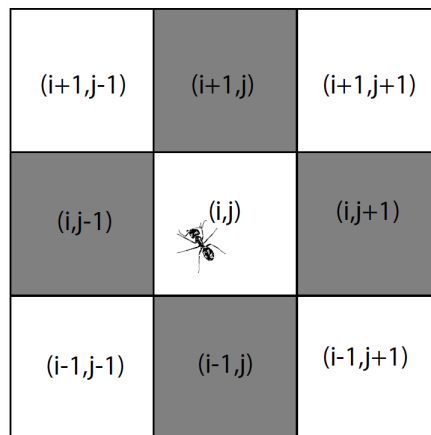 (i+1,j-1) (i+1,j) (i+1,j+1)
(i,j-1) (i,j) (i,j+1)
(i-1,j-1) (i-1,j) (i-1,j+1)